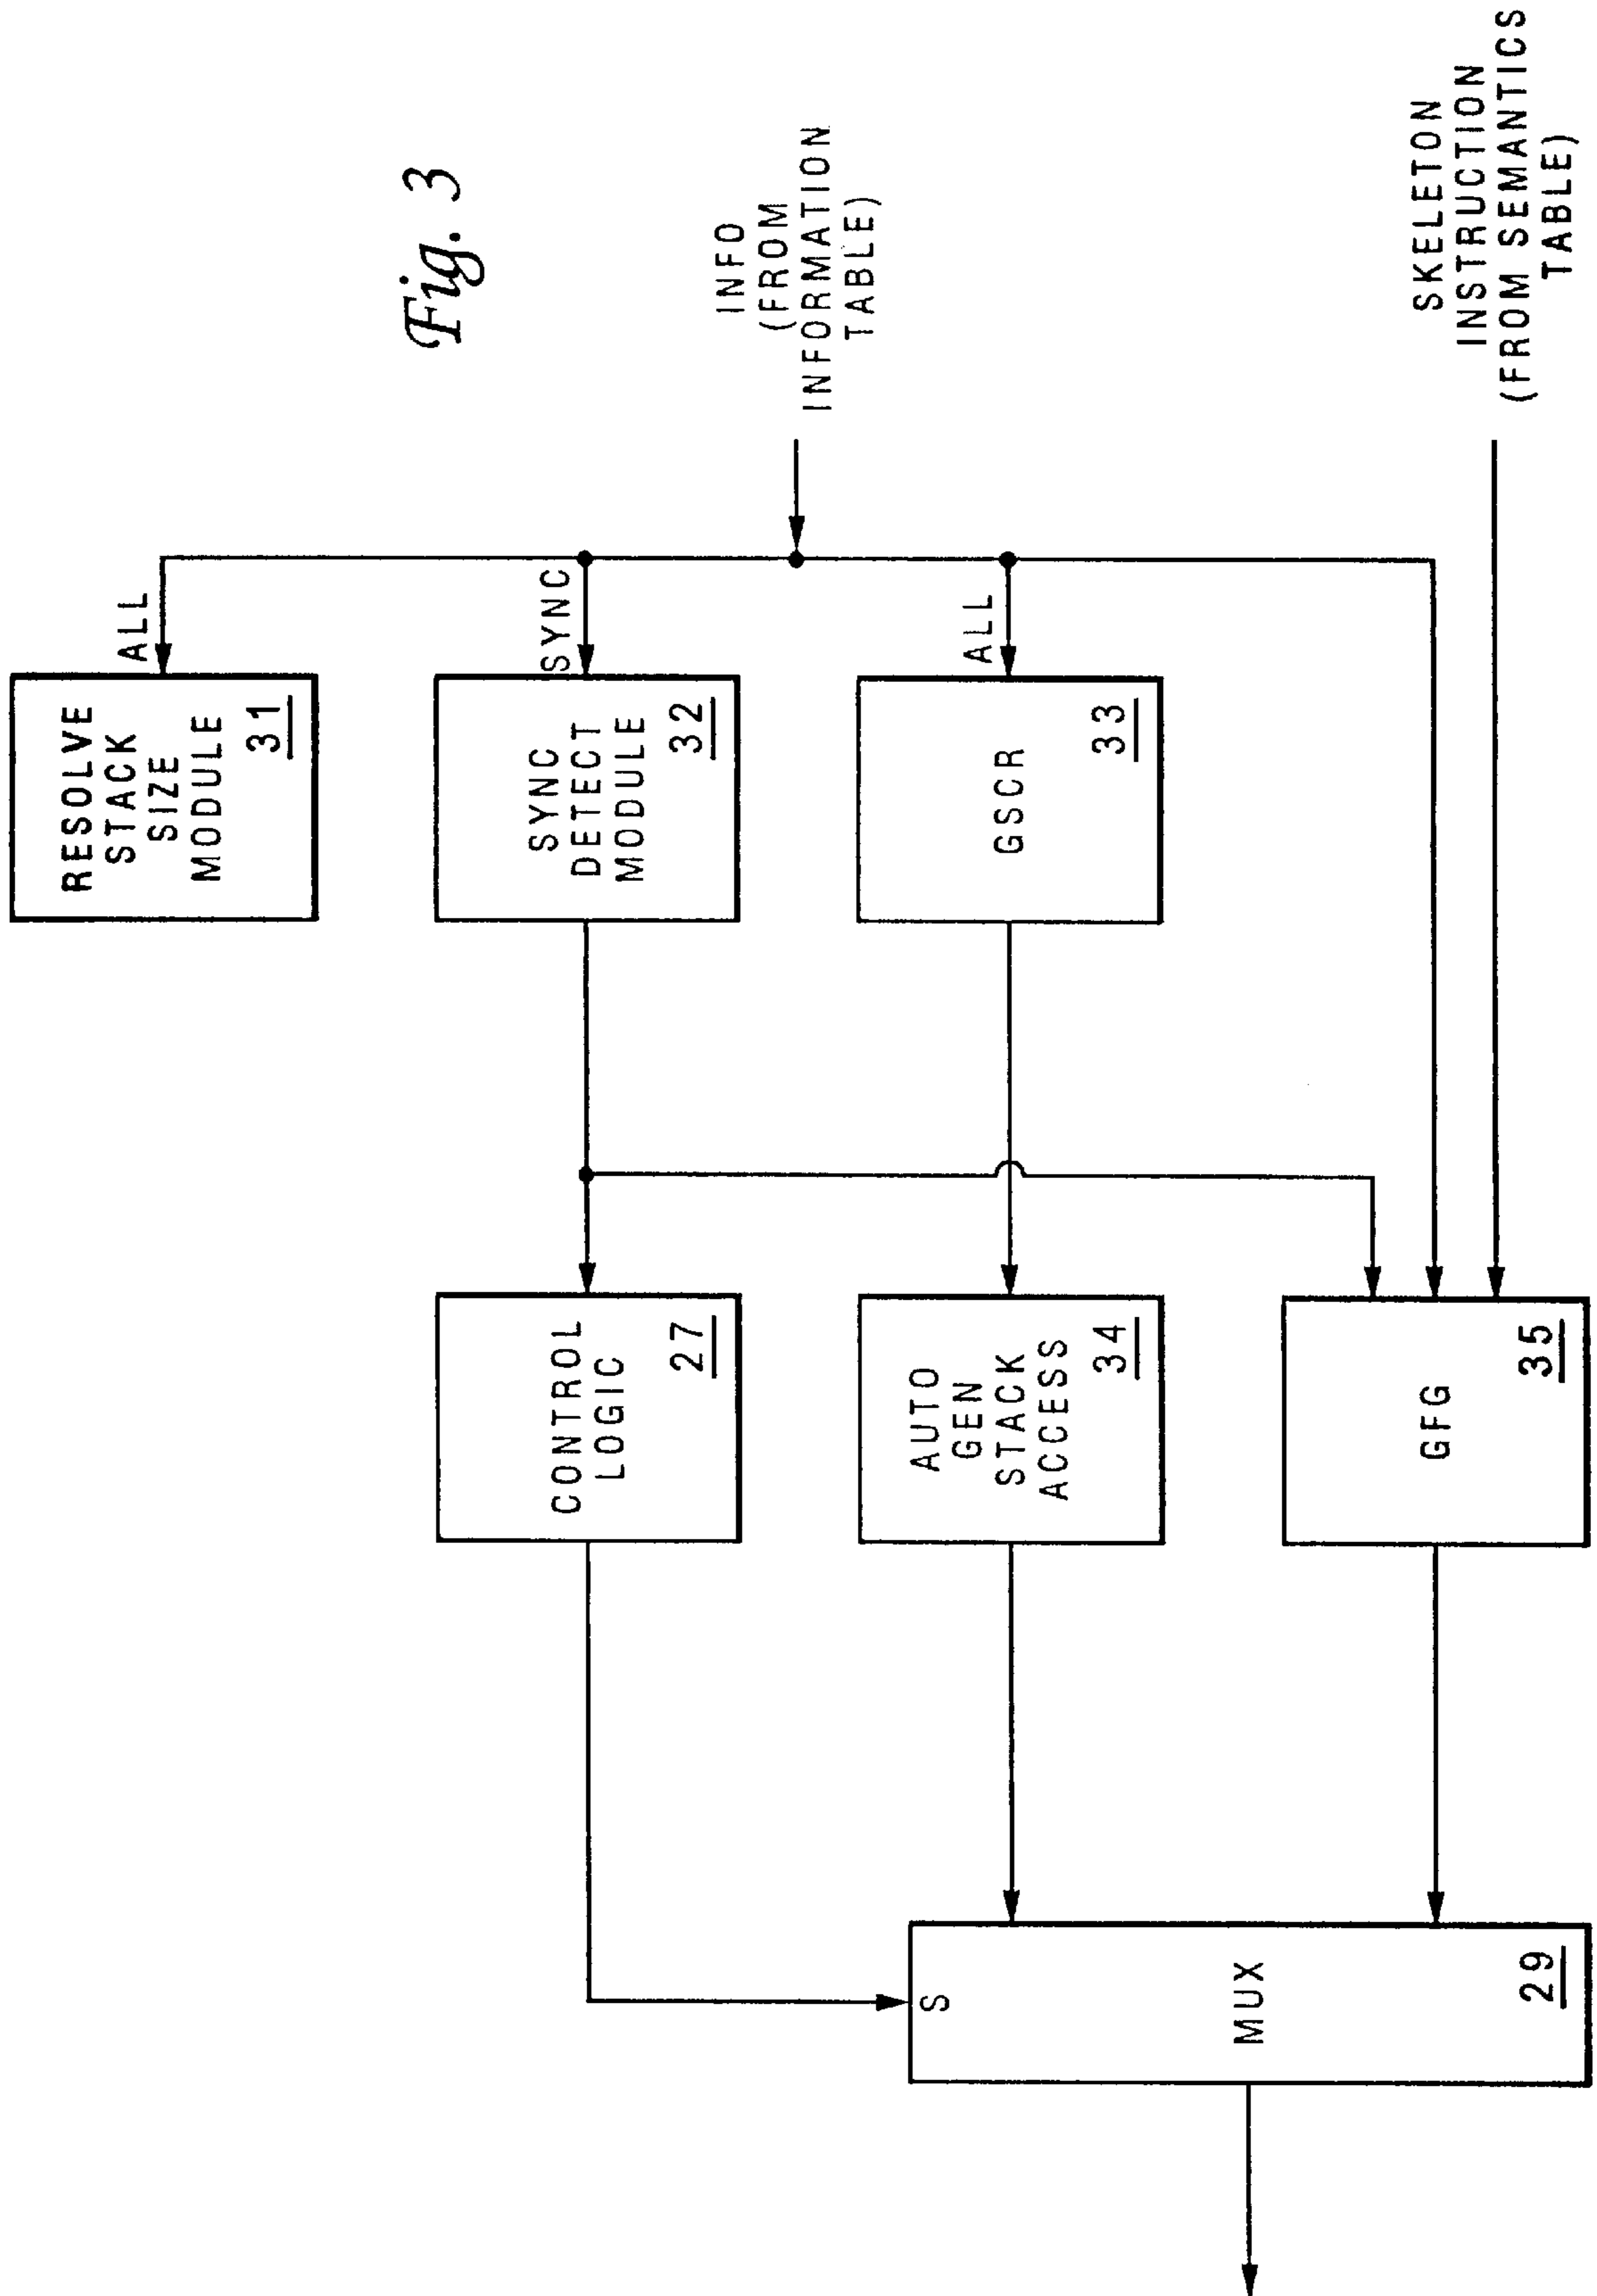 Fig. 3
INFO
(FROM
INFORMATION
TABLE)
SKELETON
INSTRUCTION
(FROM SEMANTICS
TABLE)
ALL
SYNC
ALL
RESOLVE
STACK
SIZE
MODULE
31
SYNC
DETECT
MODULE
32
GSCR
33
CONTROL
LOGIC
27
AUTO
GEN
STACK
ACCESS
34
GFG
35
S
MUX
29